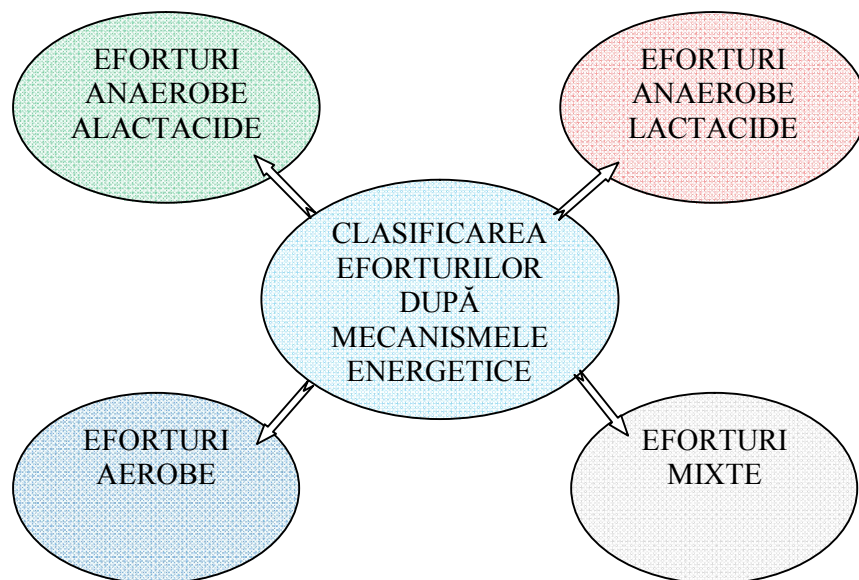 EFORTURI
ANAEROBE
ALACTACIDE
EFORTURI
ANAEROBE
LACTACIDE
CLASIFICAREA
EFORTURILOR
DUPĂ
MECANISMELE
ENERGETICE
EFORTURI
AEROBE
EFORTURI
MIXTE